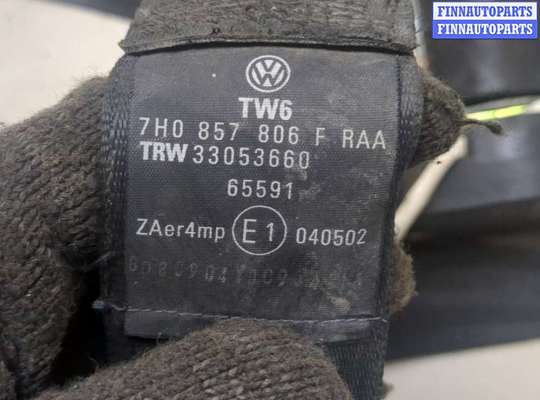 FINNAUTOPARTS
FINNAUTOPARTS
TW6
7H0 857 806 F RAA
TRW 33053660
65591
ZAer4mp E1 040502